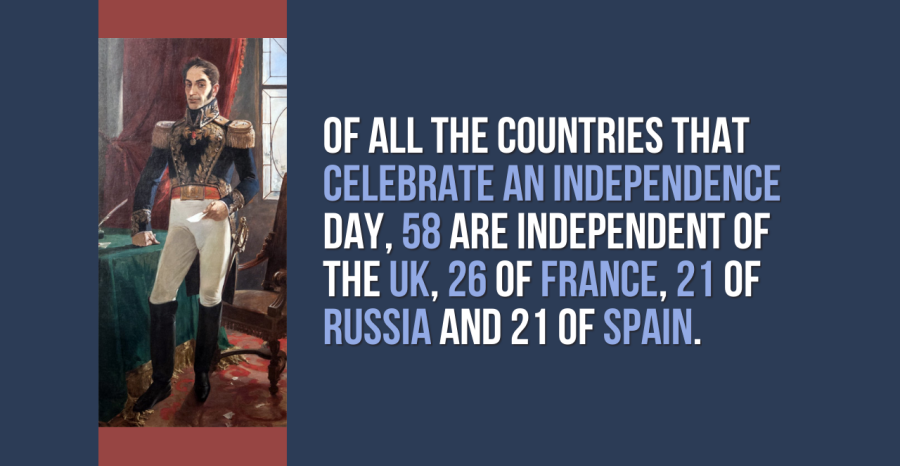 OF ALL THE COUNTRIES THAT
CELEBRATE AN INDEPENDENCE
DAY, 58 ARE INDEPENDENT OF
THE UK, 26 OF FRANCE, 21 OF
RUSSIA AND 21 OF SPAIN.